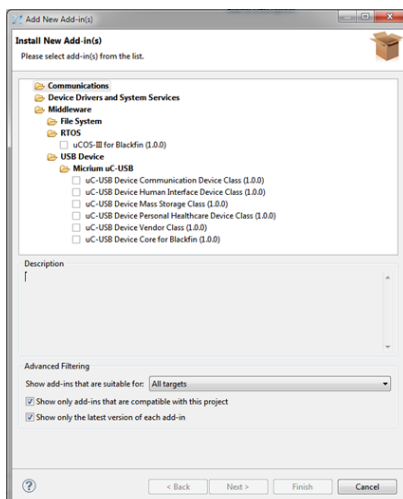 Add New Add-in(s)
Install New Add-in(s)
Please select add-in(s) from the list.
Communications
Device Drivers and System Services
Middleware
File System
RTOS
uCOS-III for Blackfin (1.0.0)
USB Device
Micrium uC-USB
uC-USB Device Communication Device Class (1.0.0)
uC-USB Device Human Interface Device Class (1.0.0)
uC-USB Device Mass Storage Class (1.0.0)
uC-USB Device Personal Healthcare Device Class (1.0.0)
uC-USB Device Vendor Class (1.0.0)
uC-USB Device Core for Blackfin (1.0.0)
Description
Advanced Filtering
Show add-ins that are suitable for: All targets
Show only add-ins that are compatible with this project
Show only the latest version of each add-in
? < Back Next > Finish Cancel